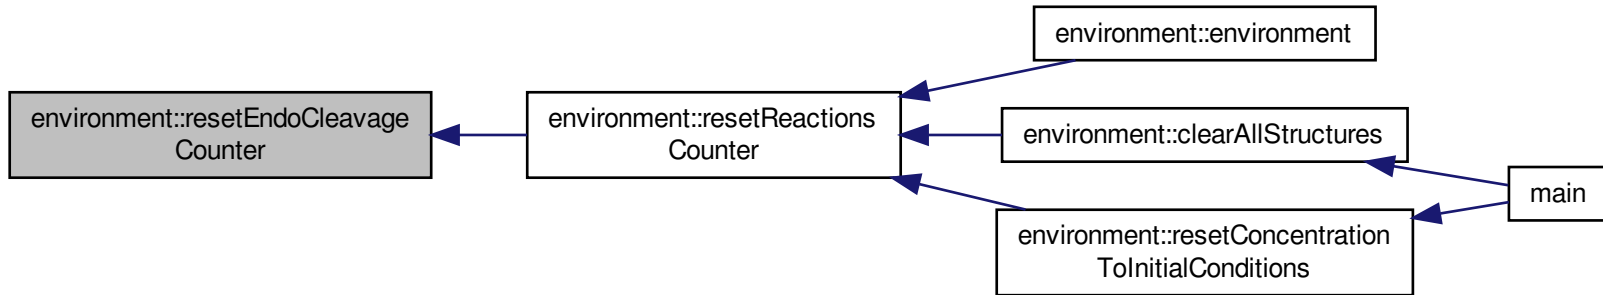 environment::resetEndoCleavage
Counter
environment::resetReactions
Counter
environment::environment
environment::clearAllStructures
environment::resetConcentration
ToInitialConditions
main